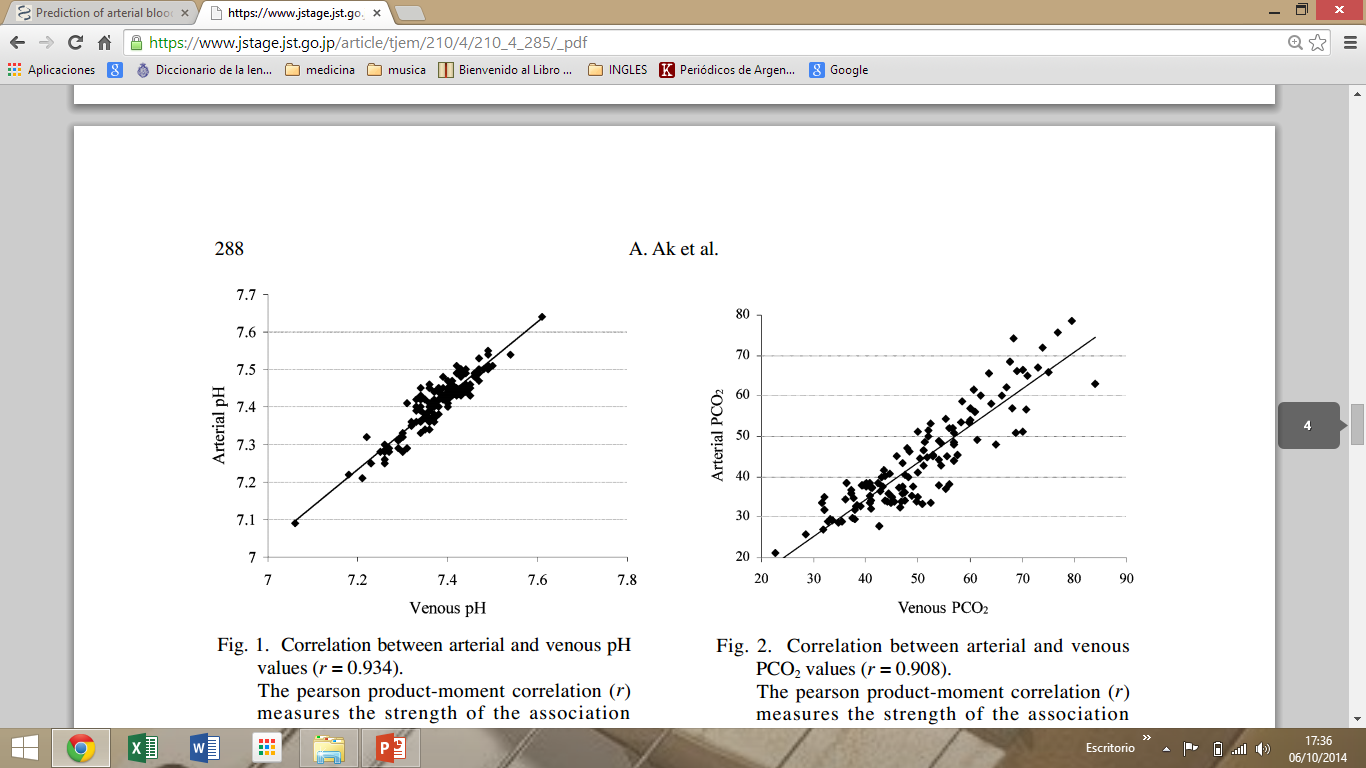 Prediction of arterial bloo
https://www.jstage.jst.go.
https://www.jstage.jst.go.jp/article/tjem/210/4/210_4_285/_pdf
Aplicaciones
Diccionario de la len...
medicina
musica
Bienvenido al Libro ...
INGLES
Periódicos de Argen...
Google
288
A. Ak et al.
7.7
7.6
7.5
7.4
7.3
7.2
7.1
7
Arterial pH
7 7.2 7.4 7.6 7.8
Venous pH
Fig. 1. Correlation between arterial and venous pH
values (r = 0.934).
The pearson product-moment correlation (r)
measures the strength of the association
80
70
60
50
40
30
20
Arterial PCO2
20 30 40 50 60 70 80 90
Venous PCO2
Fig. 2. Correlation between arterial and venous
PCO2 values (r = 0.908).
The pearson product-moment correlation (r)
measures the strength of the association
4
Escritorio
17:36
06/10/2014